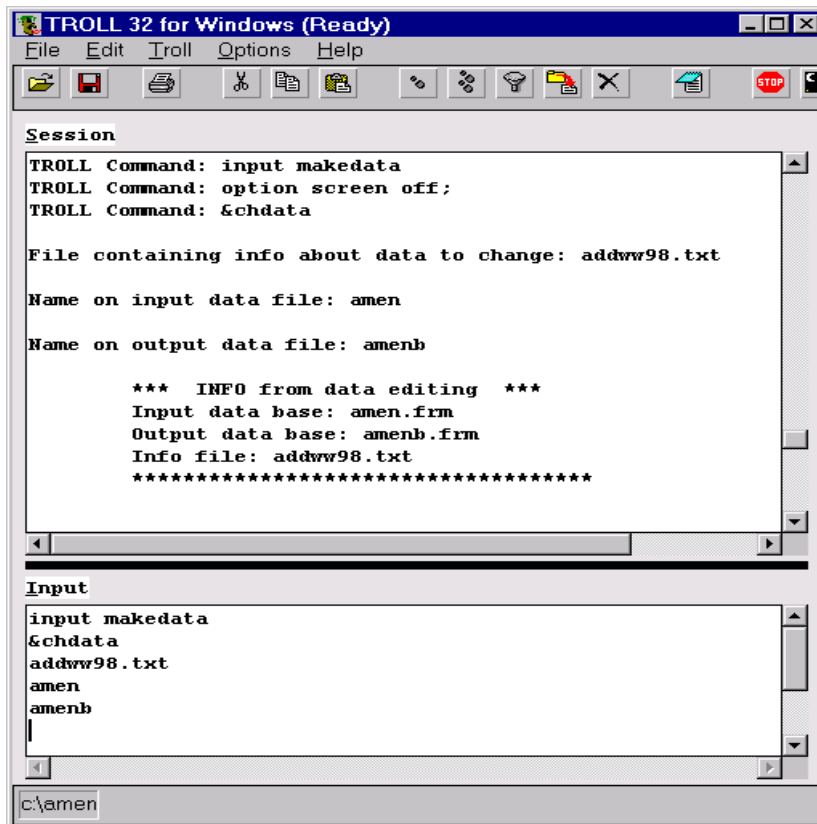 TROLL 32 for Windows (Ready)
File Edit Troll Options Help
STOP
Session
TROLL Command: input makedata
TROLL Command: option screen off;
TROLL Command: &chdata
File containing info about data to change: addww98.txt
Name on input data file: amen
Name on output data file: amenb
*** INFO from data editing ***
Input data base: amen.frm
Output data base: amenb.frm
Info file: addww98.txt
************************************
Input
input makedata
&chdata
addww98.txt
amen
amenb
c:\amen